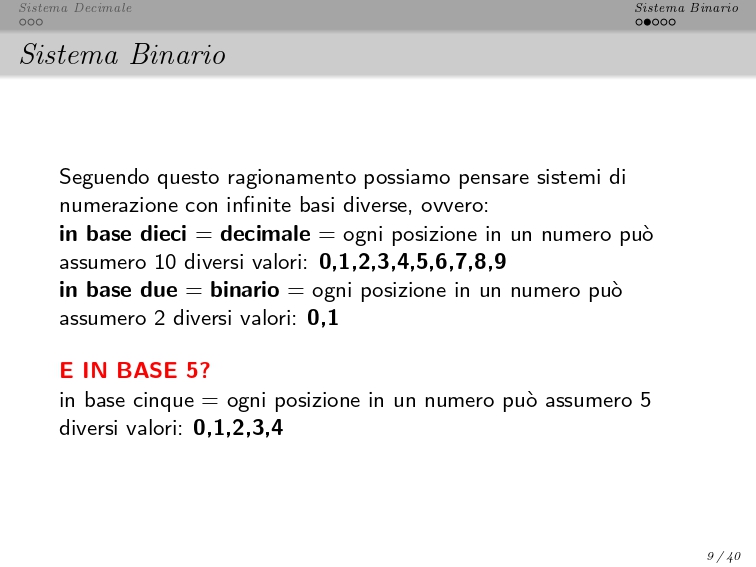 Sistema Decimale
Sistema Binario
Sistema Binario
Seguendo questo ragionamento possiamo pensare sistemi di
numerazione con infinite basi diverse, ovvero:
in base dieci = decimale = ogni posizione in un numero può
assumero 10 diversi valori: 0,1,2,3,4,5,6,7,8,9
in base due = binario = ogni posizione in un numero può
assumero 2 diversi valori: 0,1
E IN BASE 5?
in base cinque = ogni posizione in un numero può assumero 5
diversi valori: 0,1,2,3,4
9 / 40